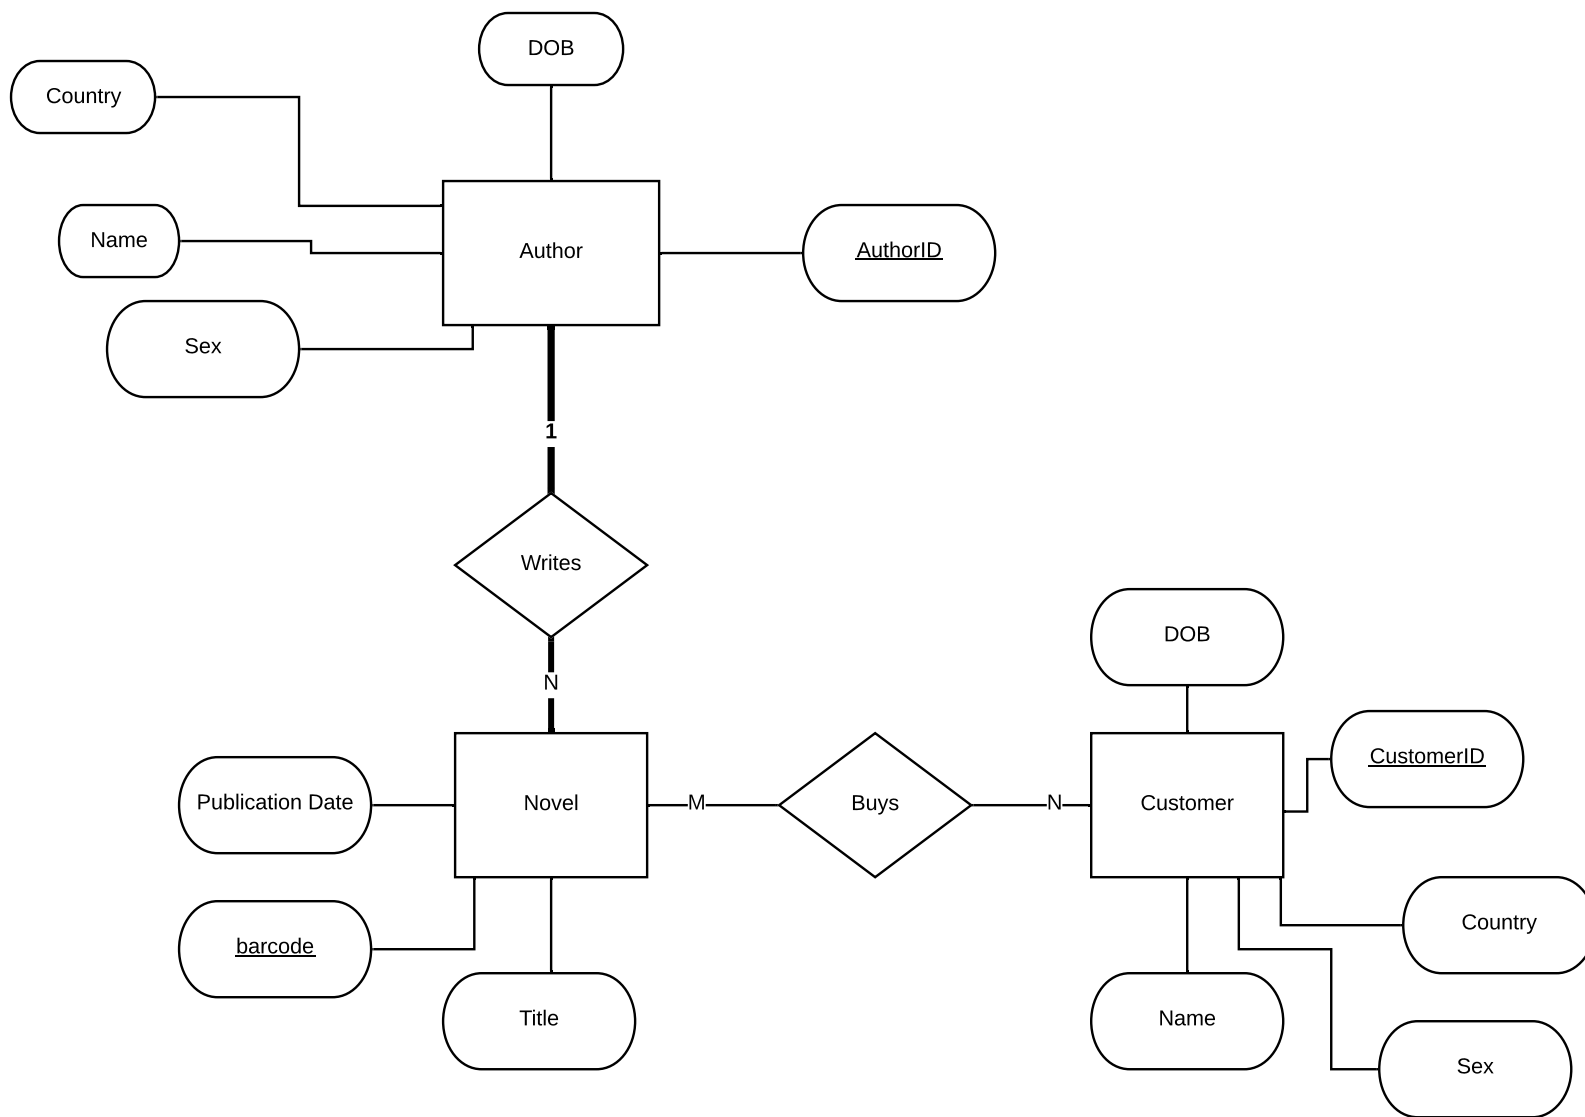 DOB
Country
Name
Author
AuthorID
Sex
1
Writes
N
DOB
CustomerID
Publication Date
Novel
M
Buys
N
Customer
barcode
Country
Title
Name
Sex